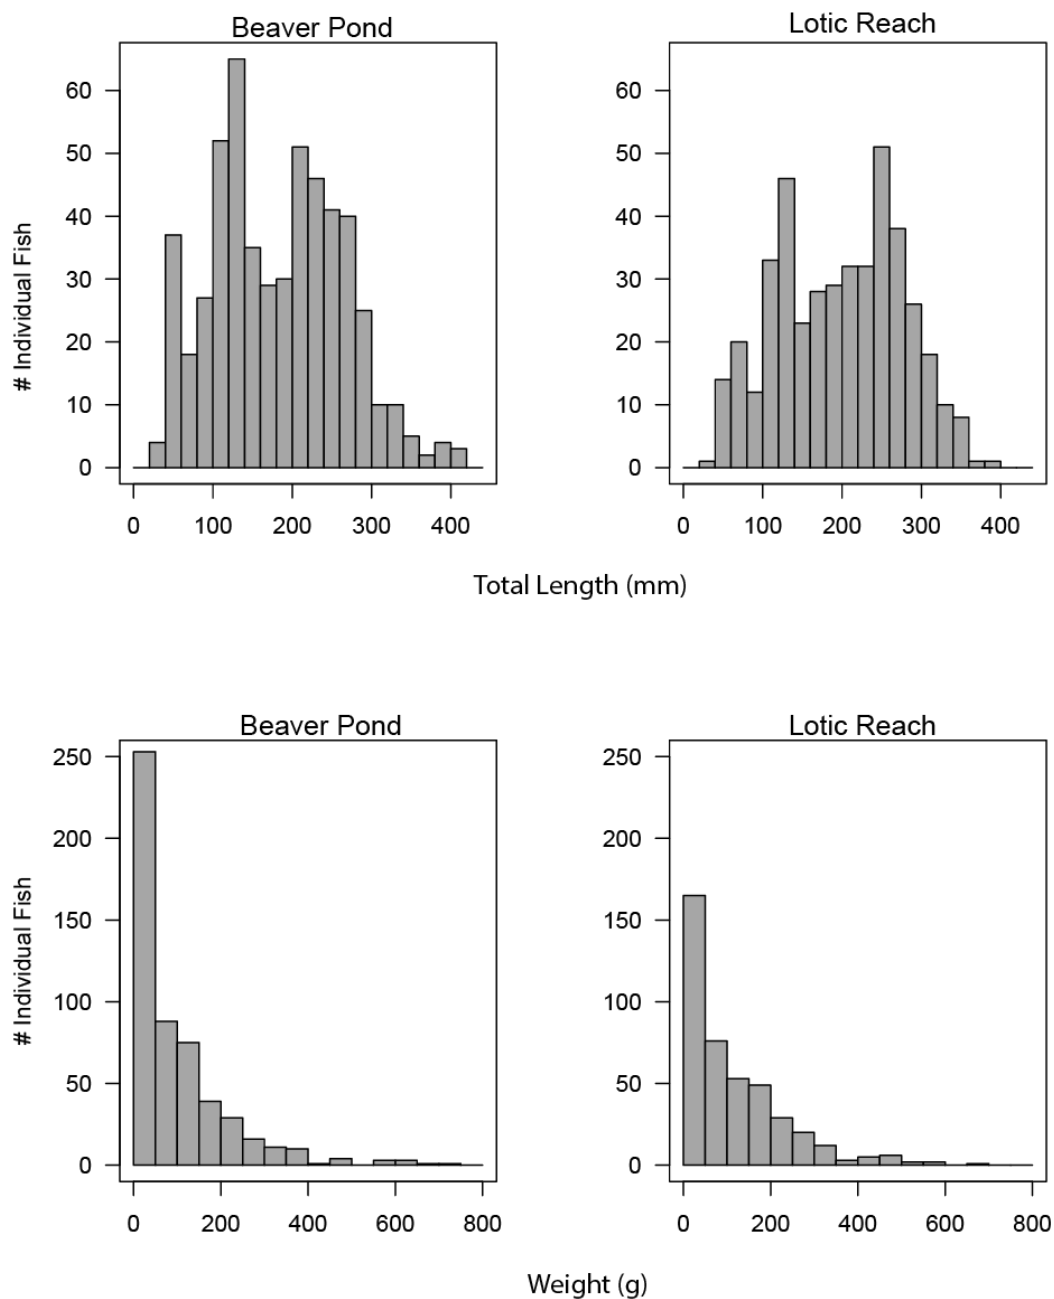 Beaver Pond
Lotic Reach
# Individual Fish
60
50
40
30
20
10
0
60
50
40
30
20
10
0
0 100 200 300 400
0 100 200 300 400
Total Length (mm)
Beaver Pond
Lotic Reach
# Individual Fish
250
200
150
100
50
0
250
200
150
100
50
0
0 200 400 600 800
0 200 400 600 800
Weight (g)